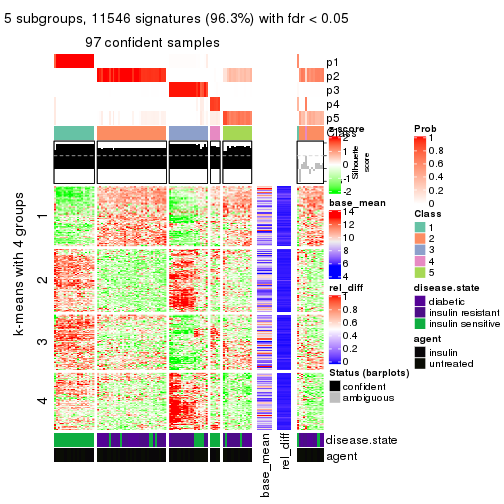 5 subgroups, 11546 signatures (96.3%) with fdr < 0.05
97 confident samples
p1
p2
p3
p4
p5
Class
Silhouette
score
k-means with 4 groups
1
2
3
4
z-score
2
1
0
-1
-2
base_mean
14
12
10
8
6
4
rel_diff
1
0.8
0.6
0.4
0.2
0
Status (barplots)
confident
ambiguous
Prob
1
0.8
0.6
0.4
0.2
0
Class
1
2
3
4
5
disease.state
diabetic
insulin resistant
insulin sensitive
agent
insulin
untreated
disease.state
agent
base_mean
rel_diff